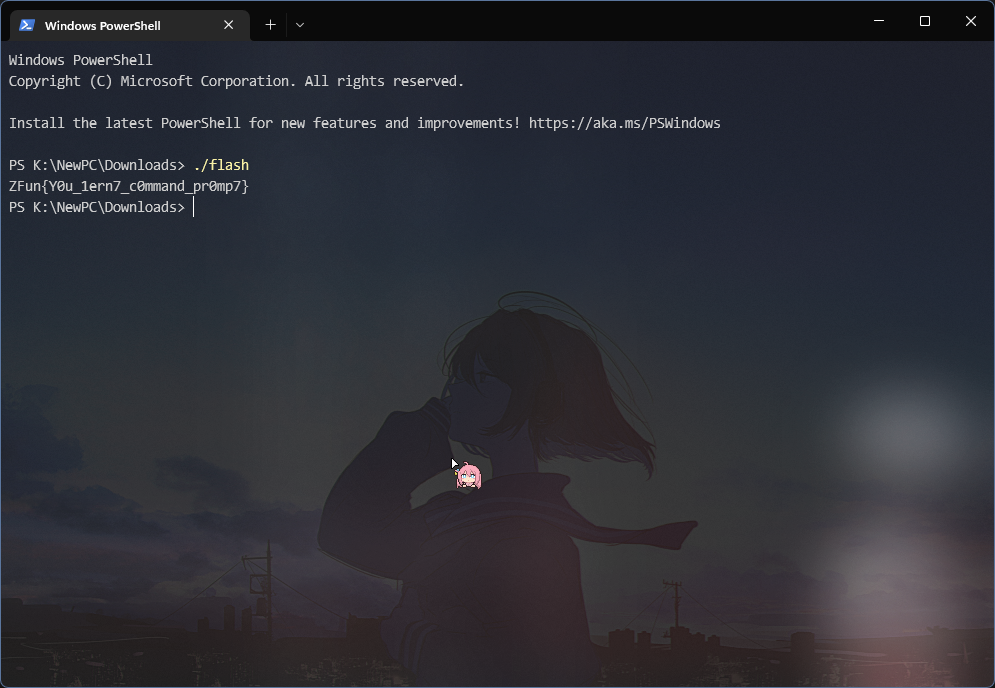 Windows PowerShell
Windows PowerShell
Copyright (C) Microsoft Corporation. All rights reserved.
Install the latest PowerShell for new features and improvements! https://aka.ms/PSWindows
PS K:\NewPC\Downloads> ./flash
ZFun{Y0u_1ern7_c0mmand_pr0mp7}
PS K:\NewPC\Downloads>